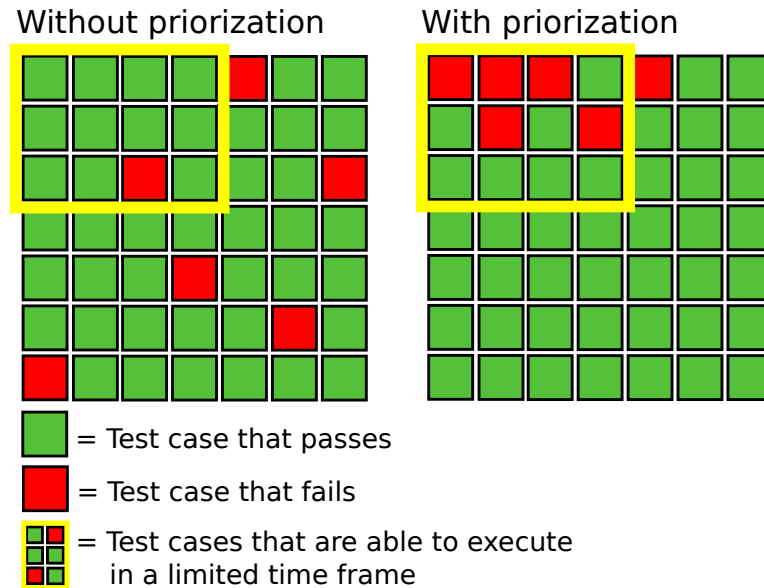 Without priorization
With priorization
= Test case that passes
= Test case that fails
= Test cases that are able to execute
in a limited time frame